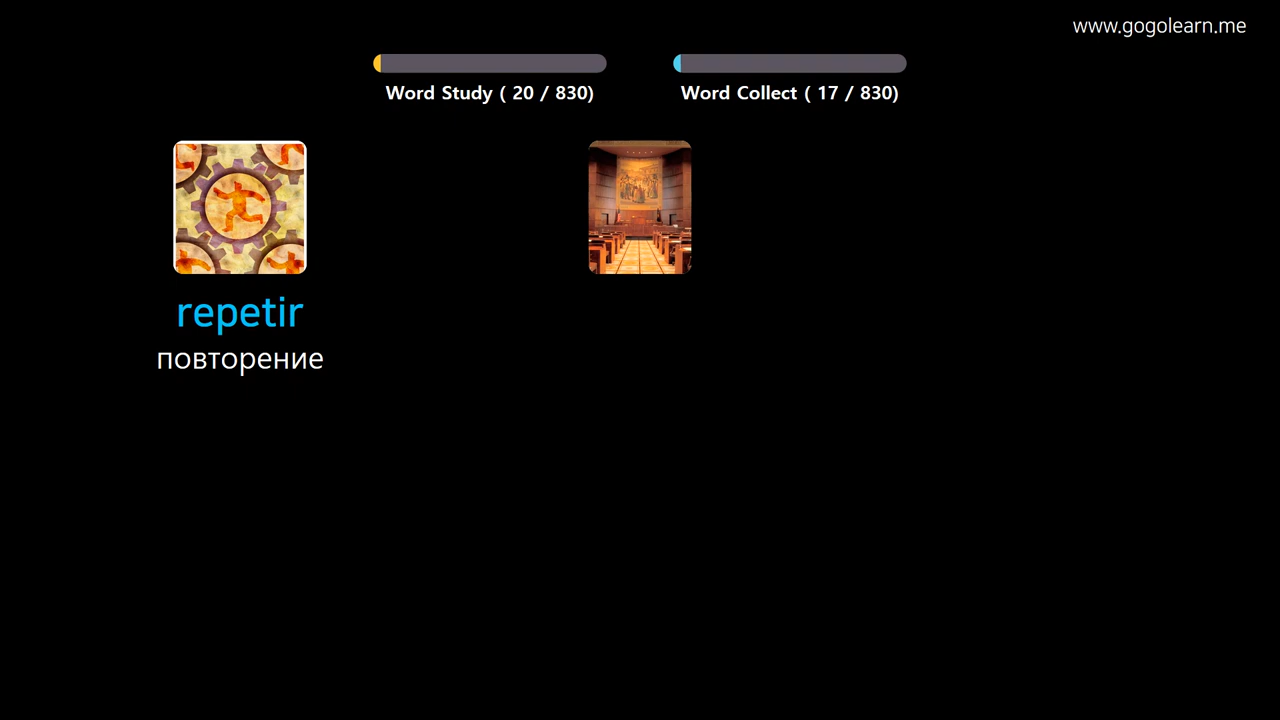 www.gogolearn.me
Word Study ( 20 / 830)
Word Collect ( 17 / 830)
repetir
повторение